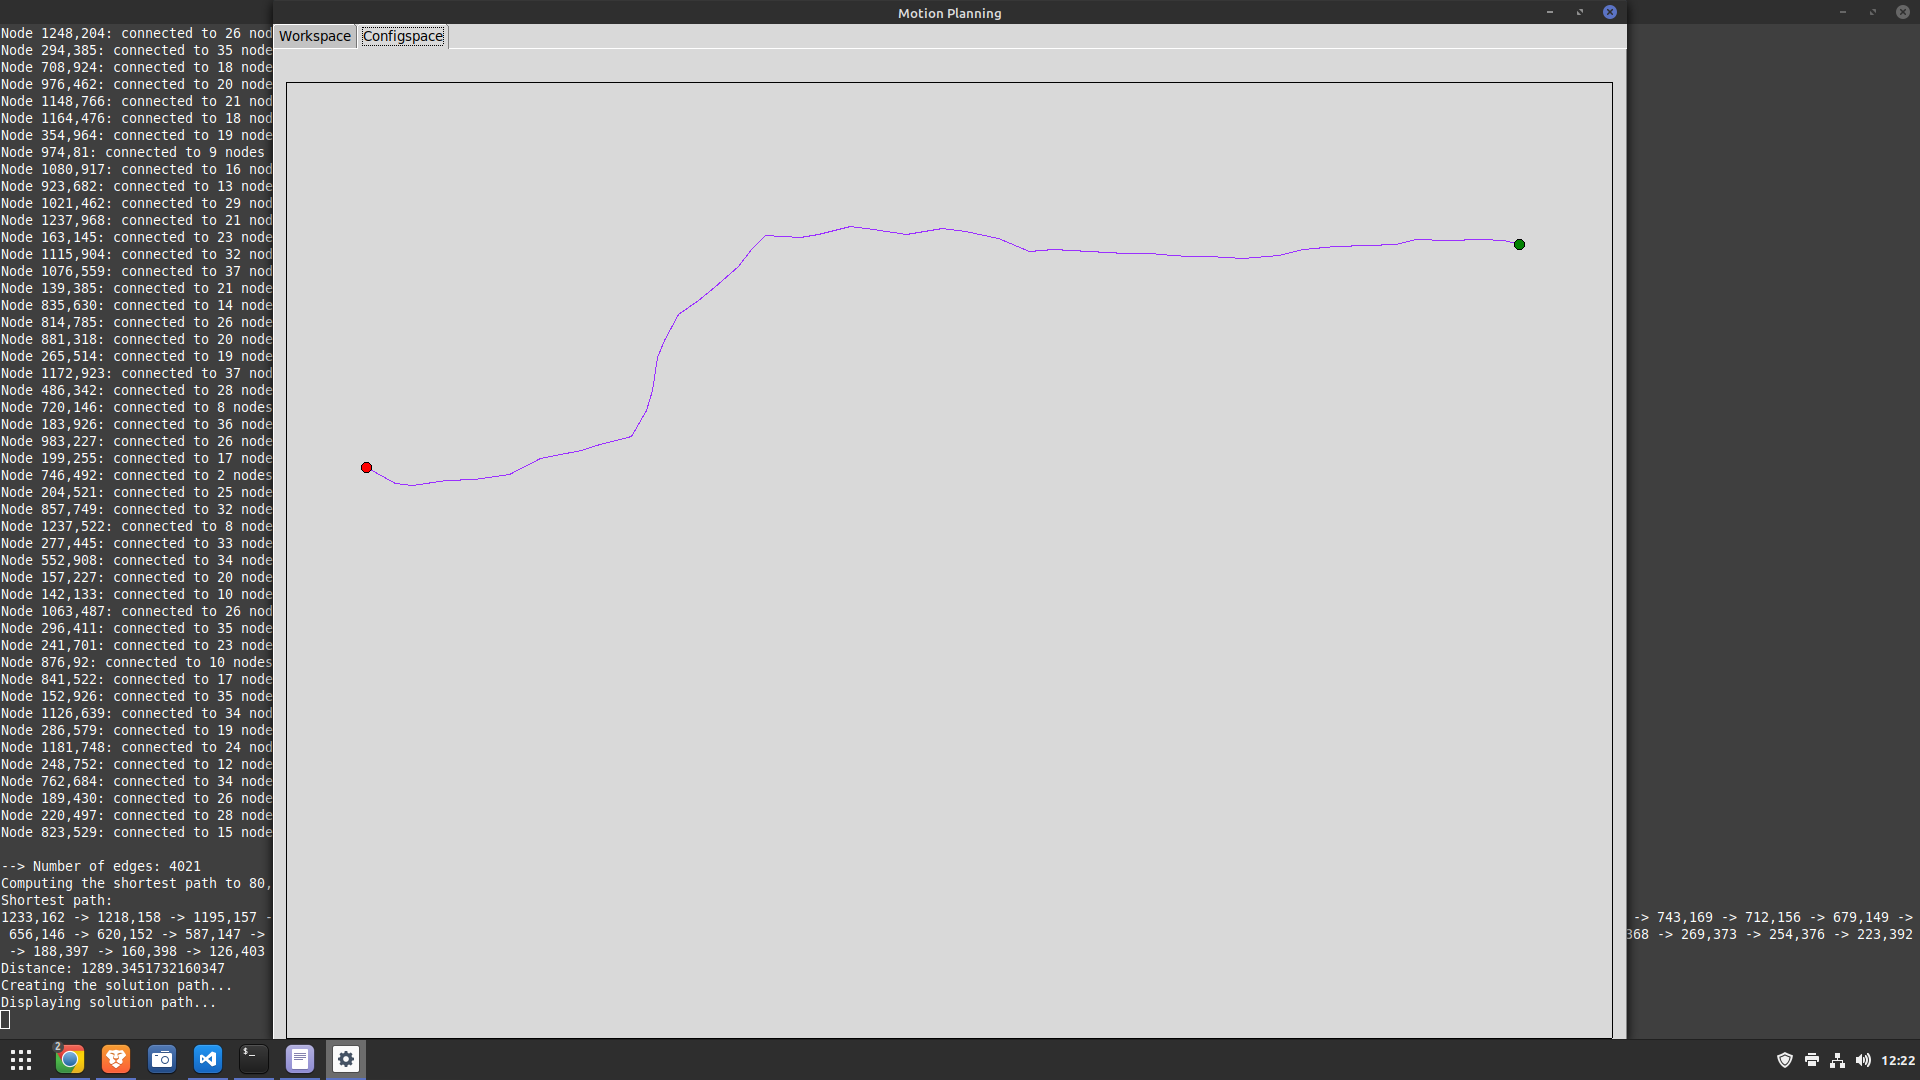 Motion Planning
Workspace
Configspace
Node 1248,204: connected to 26 nod
Node 294,385: connected to 35 node
Node 708,924: connected to 18 node
Node 976,462: connected to 20 node
Node 1148,766: connected to 21 nod
Node 1164,476: connected to 18 nod
Node 354,964: connected to 19 node
Node 974,81: connected to 9 nodes
Node 1080,917: connected to 16 nod
Node 923,682: connected to 13 node
Node 1021,462: connected to 29 nod
Node 1237,968: connected to 21 nod
Node 163,145: connected to 23 node
Node 1115,904: connected to 32 nod
Node 1076,559: connected to 37 nod
Node 139,385: connected to 21 node
Node 835,630: connected to 14 node
Node 814,785: connected to 26 node
Node 881,318: connected to 20 node
Node 265,514: connected to 19 node
Node 1172,923: connected to 37 nod
Node 486,342: connected to 28 node
Node 720,146: connected to 8 nodes
Node 183,926: connected to 36 node
Node 983,227: connected to 26 node
Node 199,255: connected to 17 node
Node 746,492: connected to 2 nodes
Node 204,521: connected to 25 node
Node 857,749: connected to 32 node
Node 1237,522: connected to 8 node
Node 277,445: connected to 33 node
Node 552,908: connected to 34 node
Node 157,227: connected to 20 node
Node 142,133: connected to 10 node
Node 1063,487: connected to 26 nod
Node 296,411: connected to 35 node
Node 241,701: connected to 23 node
Node 876,92: connected to 10 nodes
Node 841,522: connected to 17 node
Node 152,926: connected to 35 node
Node 1126,639: connected to 34 nod
Node 286,579: connected to 19 node
Node 1181,748: connected to 24 nod
Node 248,752: connected to 12 node
Node 762,684: connected to 34 node
Node 189,430: connected to 26 node
Node 220,497: connected to 28 node
Node 823,529: connected to 15 node
--> Number of edges: 4021
Computing the shortest path to 80,
Shortest path:
1233,162 -> 1218,158 -> 1195,157 - -> 743,169 -> 712,156 -> 679,149 ->
656,146 -> 620,152 -> 587,147 -> 368 -> 269,373 -> 254,376 -> 223,392
-> 188,397 -> 160,398 -> 126,403
Distance: 1289.3451732160347
Creating the solution path...
Displaying solution path...
2
$_
12:22